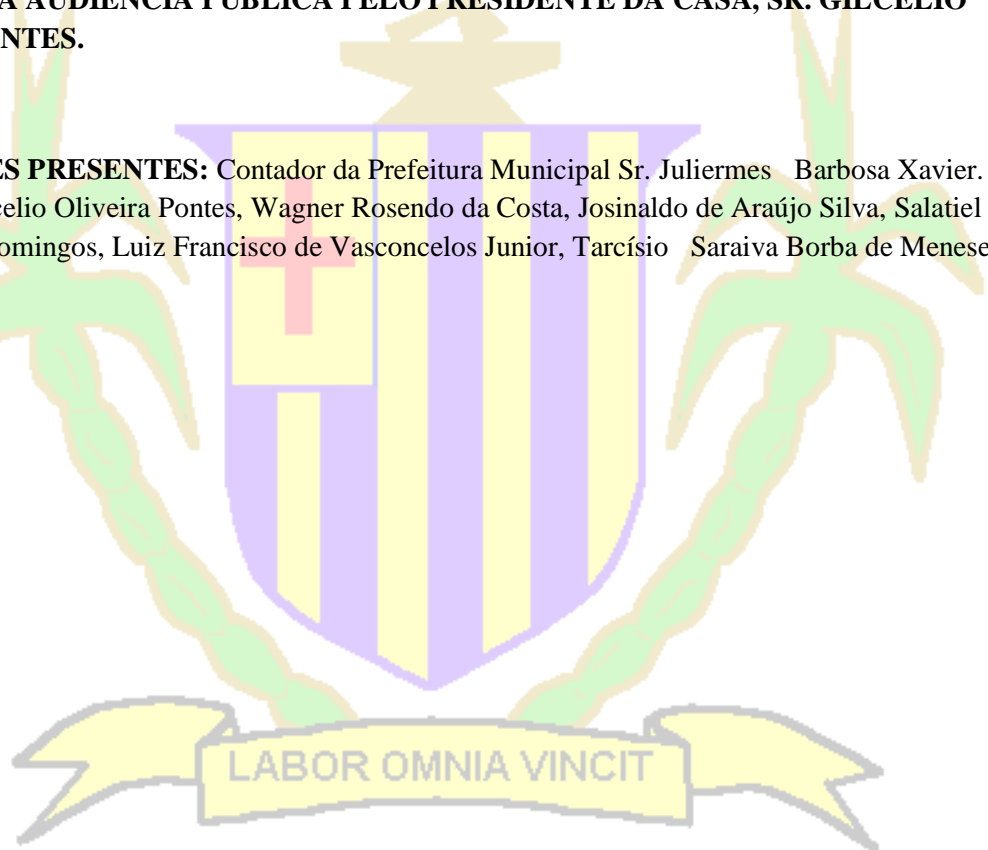 A AUDIÊNCIA PÚBLICA PELO PRESIDENTE DA CASA, SR. GILCELIO
NTES.
ES PRESENTES: Contador da Prefeitura Municipal Sr. Juliermes Barbosa Xavier.
celio Oliveira Pontes, Wagner Rosendo da Costa, Josinaldo de Araújo Silva, Salatiel
omingos, Luiz Francisco de Vasconcelos Junior, Tarcísio Saraiva Borba de Menese
LABOR OMNIA VINCIT